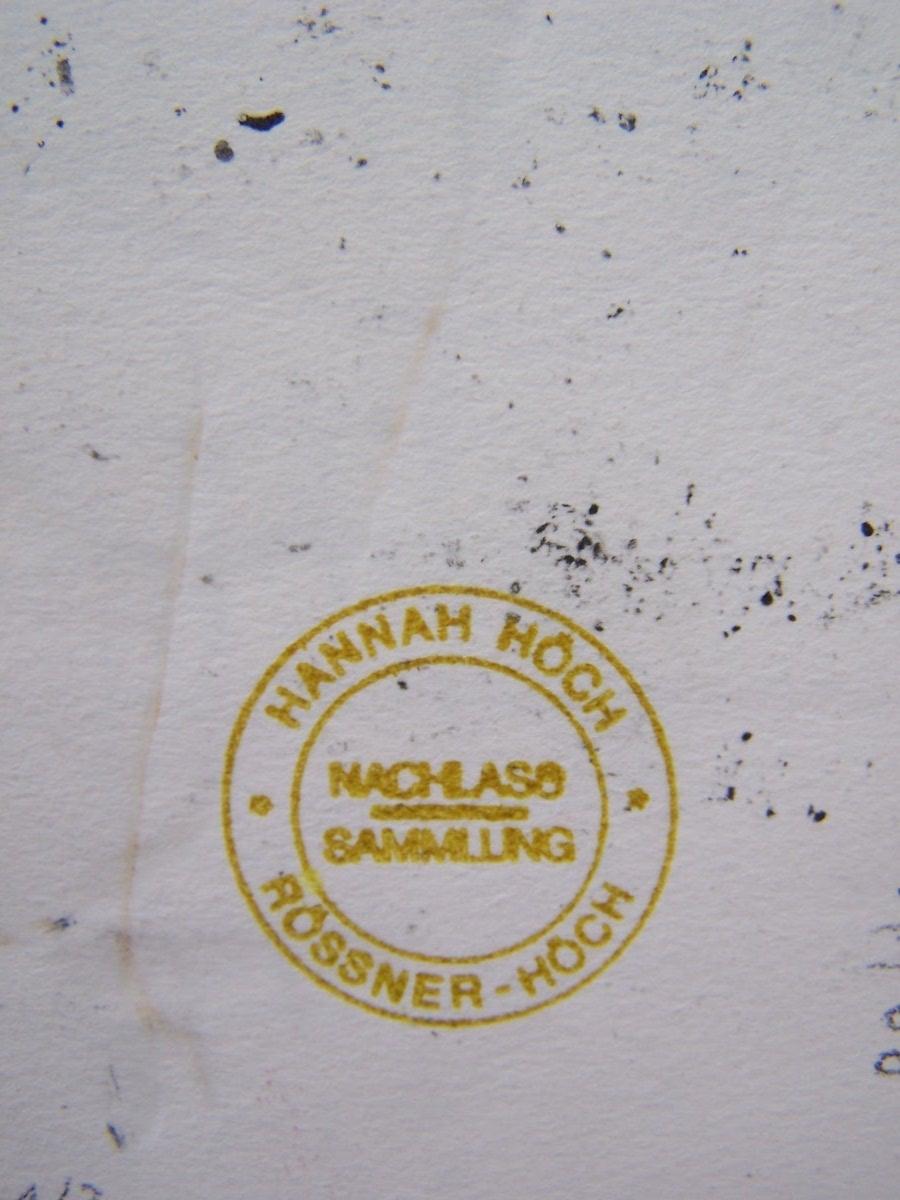 HANNAH HÖCH
NACHLASS
SAMMLUNG
RÖSSNER-HÖCH